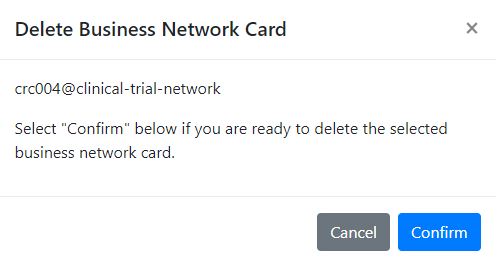 Delete Business Network Card ×
crc004@clinical-trial-network
Select "Confirm" below if you are ready to delete the selected
business network card.
Cancel Confirm